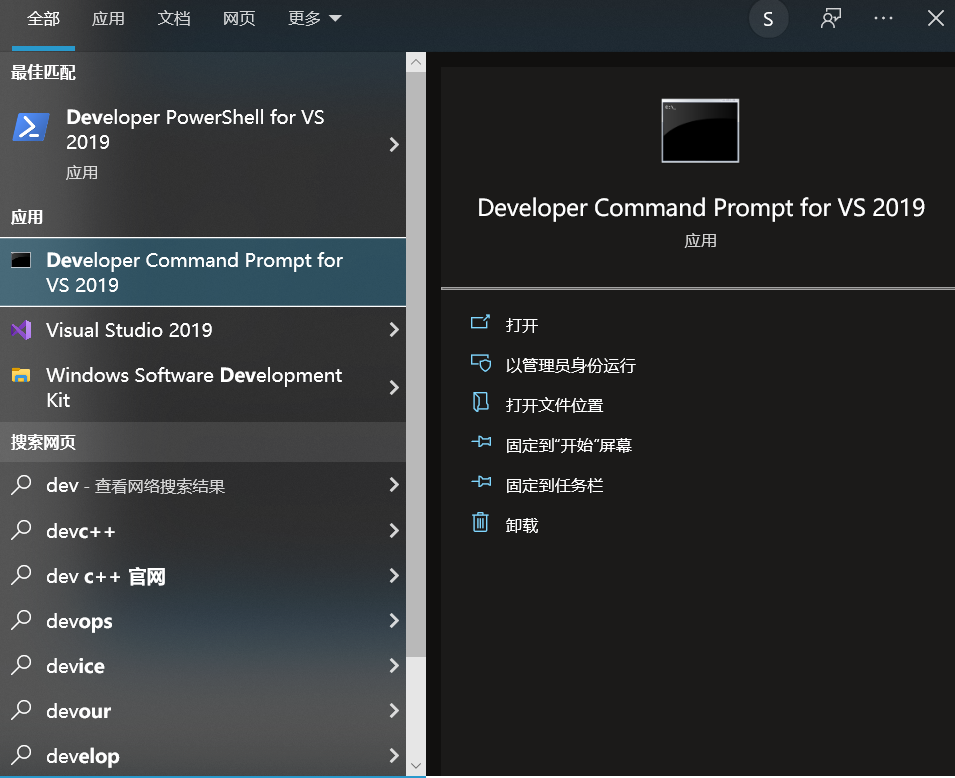 全部 应用 文档 网页 更多
S
最佳匹配
Developer PowerShell for VS
2019
应用
应用
Developer Command Prompt for
VS 2019
Visual Studio 2019
Windows Software Development
Kit
搜索网页
dev - 查看网络搜索结果
devc++
dev c++ 官网
devops
device
devour
develop
Developer Command Prompt for VS 2019
应用
打开
以管理员身份运行
打开文件位置
固定到"开始"屏幕
固定到任务栏
卸载